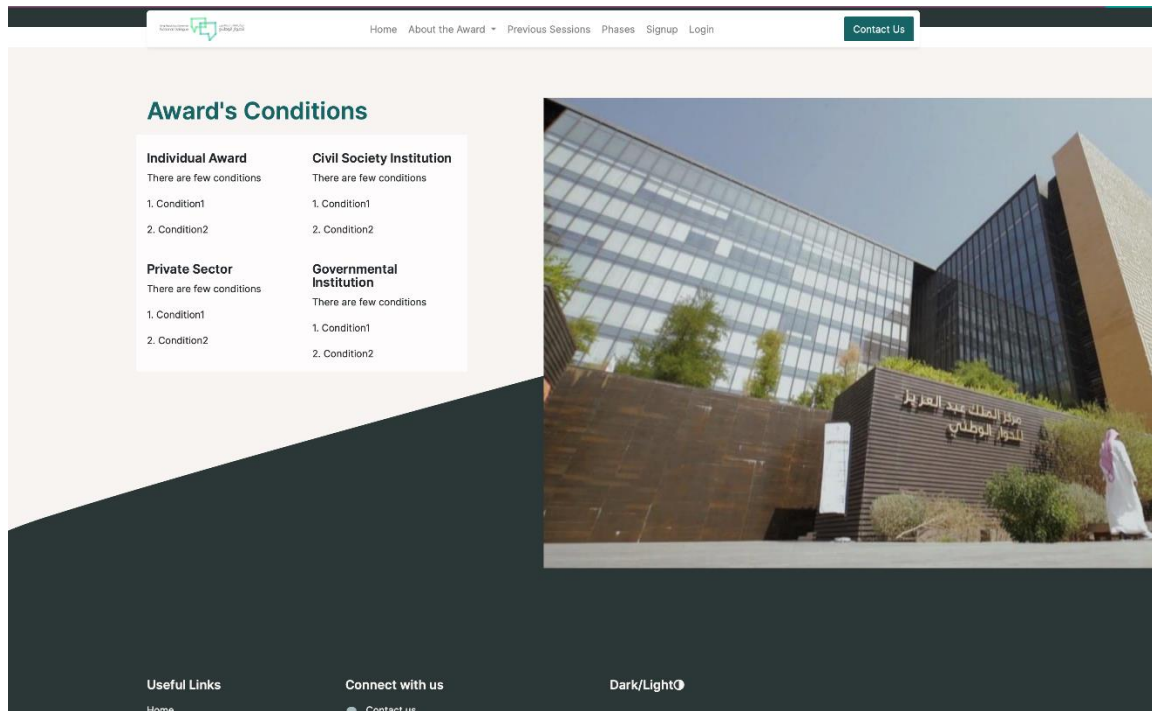 Home About the Award Previous Sessions Phases Signup Login
Contact Us
Award's Conditions
Individual Award
There are few conditions
1. Condition1
2. Condition2
Civil Society Institution
There are few conditions
1. Condition1
2. Condition2
Private Sector
There are few conditions
1. Condition1
2. Condition2
Governmental
Institution
There are few conditions
1. Condition1
2. Condition2
مركز الملك عبد العزيز
للحوار الوطني
Useful Links
Home
Connect with us
Contact us
Dark/Light